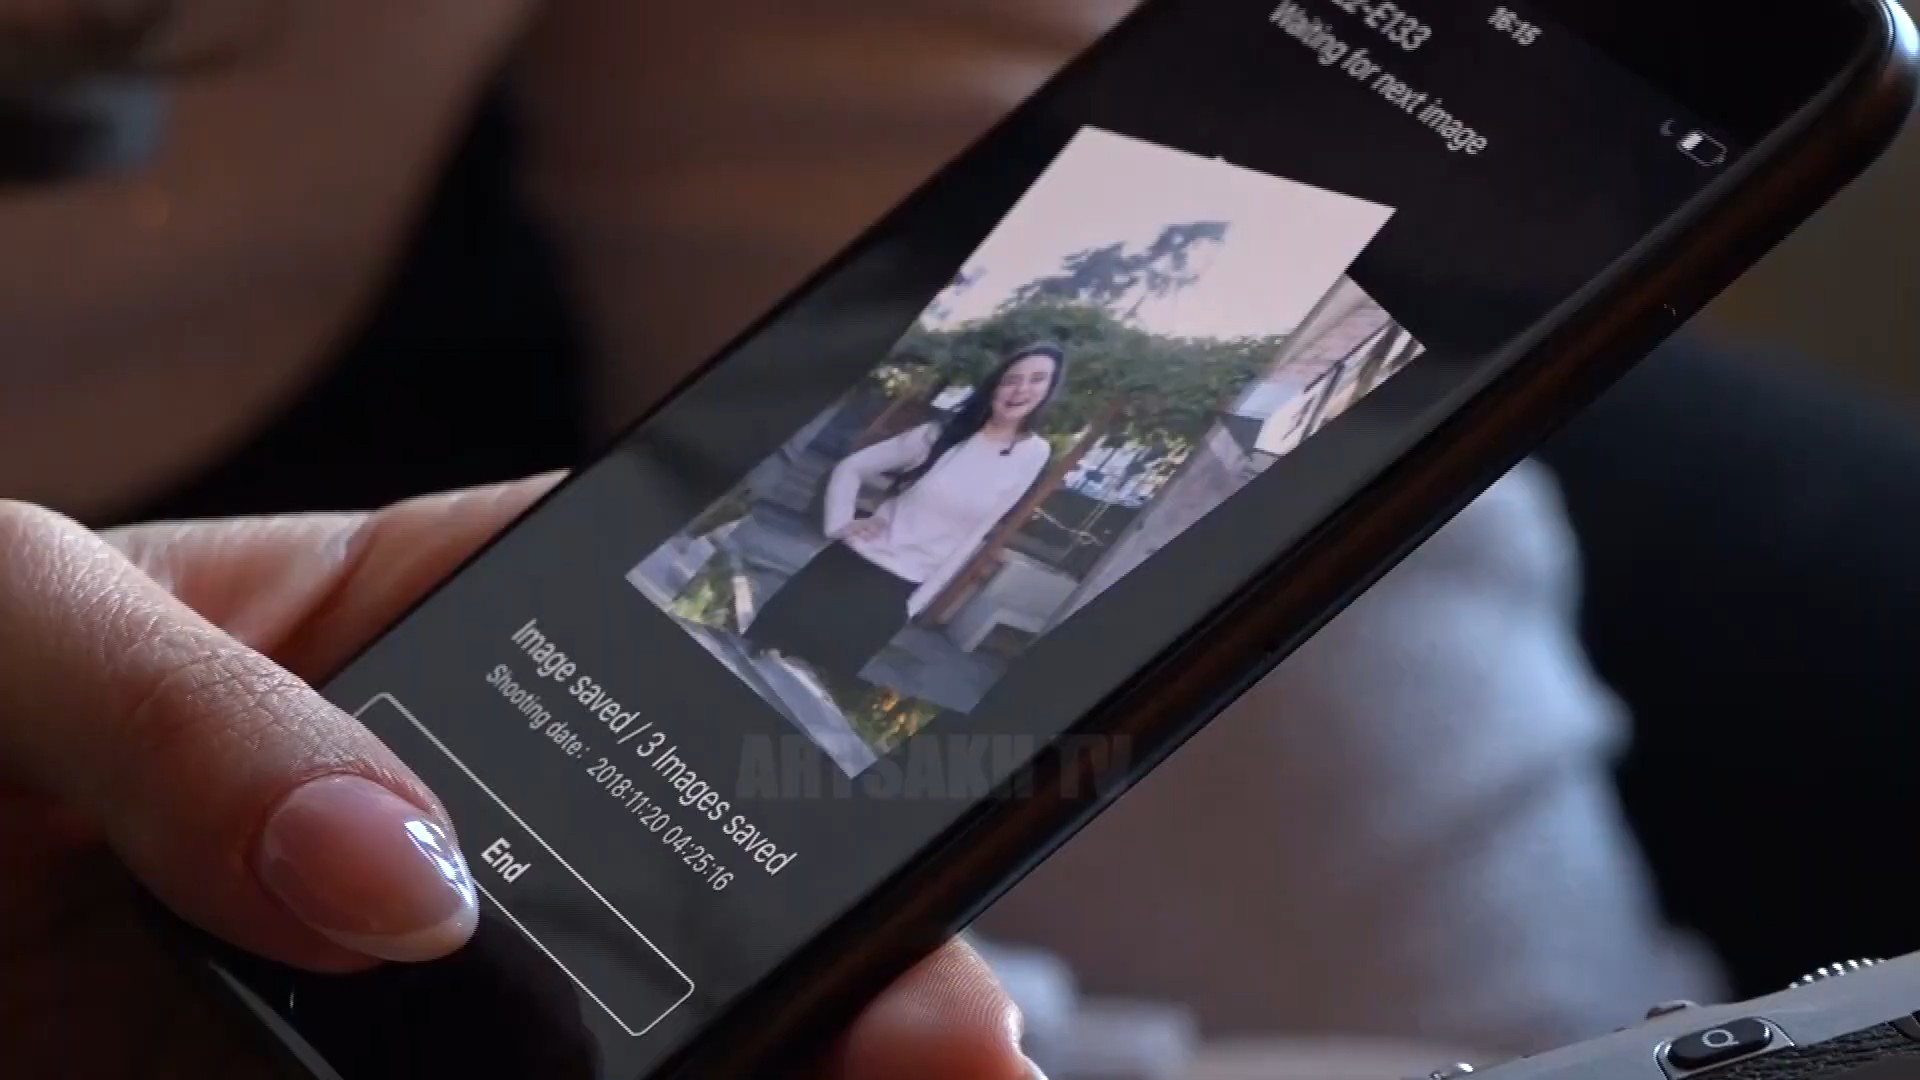 16:15
-E133
Waiting for next image
Image saved / 3 Images saved
Shooting date: 2018:11:20 04:25:16
End
ARTSAKH TV
Q